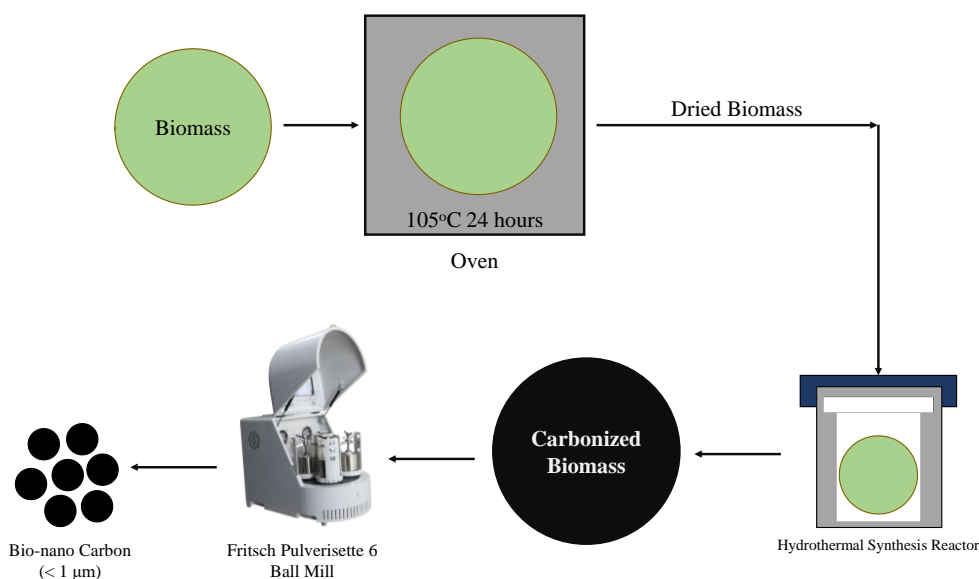 Biomass
105°C 24 hours
Oven
Dried Biomass
Hydrothermal Synthesis Reactor
Carbonized
Biomass
Fritsch Pulverisette 6
Ball Mill
Bio-nano Carbon
(< 1 μm)